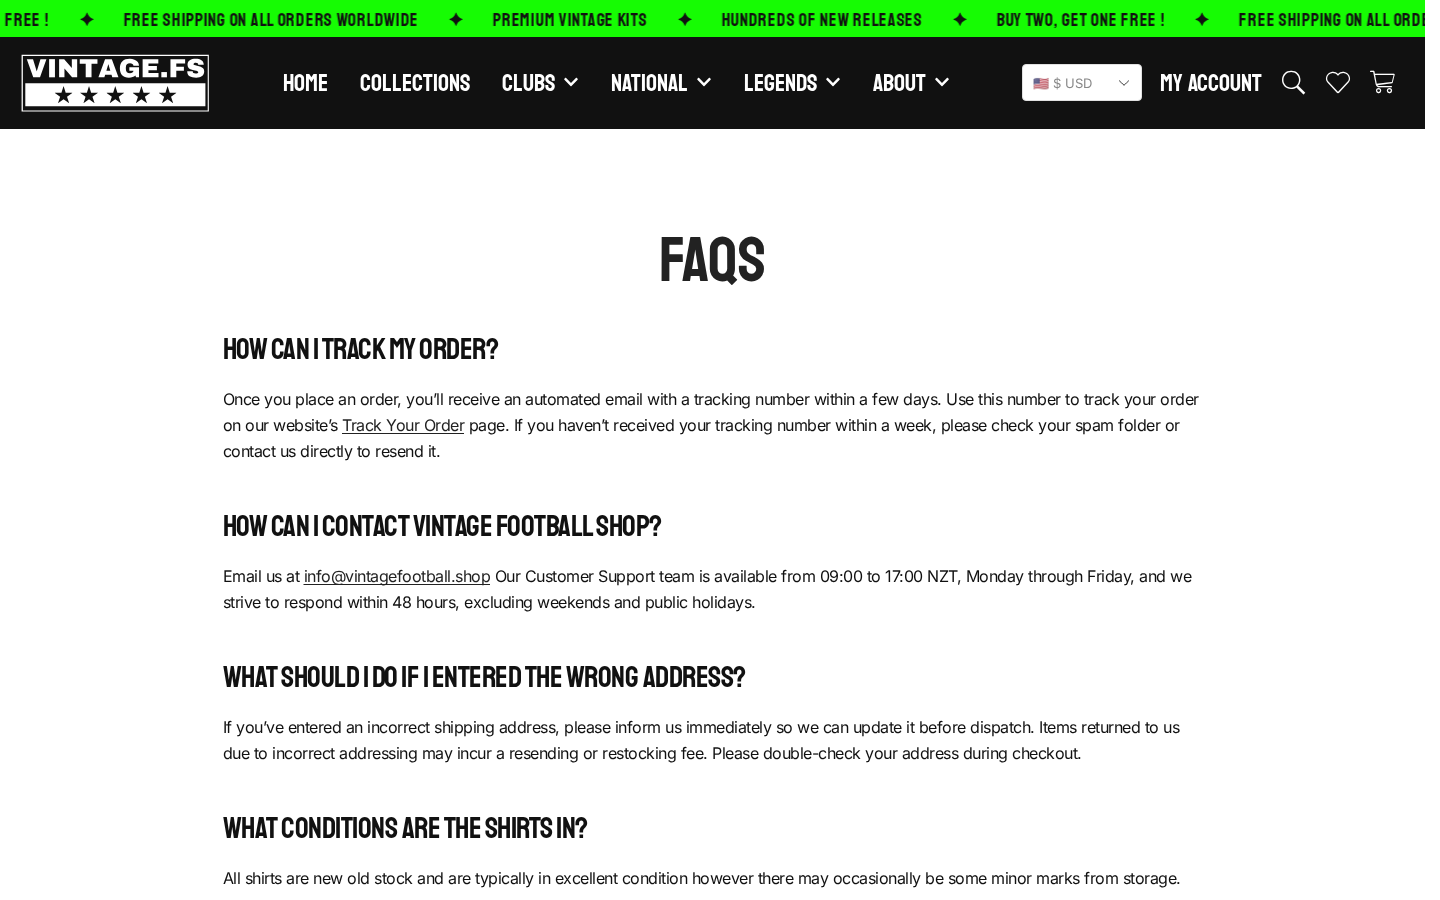 FREE ! ✦ FREE SHIPPING ON ALL ORDERS WORLDWIDE ✦ PREMIUM VINTAGE KITS ✦ HUNDREDS OF NEW RELEASES ✦ BUY TWO, GET ONE FREE ! ✦ FREE SHIPPING ON ALL
VINTAGE.FS
HOME COLLECTIONS CLUBS NATIONAL LEGENDS ABOUT $ USD MY ACCOUNT
FAQS
HOW CAN I TRACK MY ORDER?
Once you place an order, you’ll receive an automated email with a tracking number within a few days. Use this number to track your order
on our website’s Track Your Order page. If you haven’t received your tracking number within a week, please check your spam folder or
contact us directly to resend it.
HOW CAN I CONTACT VINTAGE FOOTBALL SHOP?
Email us at info@vintagefootball.shop Our Customer Support team is available from 09:00 to 17:00 NZT, Monday through Friday, and we
strive to respond within 48 hours, excluding weekends and public holidays.
WHAT SHOULD I DO IF I ENTERED THE WRONG ADDRESS?
If you’ve entered an incorrect shipping address, please inform us immediately so we can update it before dispatch. Items returned to us
due to incorrect addressing may incur a resending or restocking fee. Please double-check your address during checkout.
WHAT CONDITIONS ARE THE SHIRTS IN?
All shirts are new old stock and are typically in excellent condition however there may occasionally be some minor marks from storage.